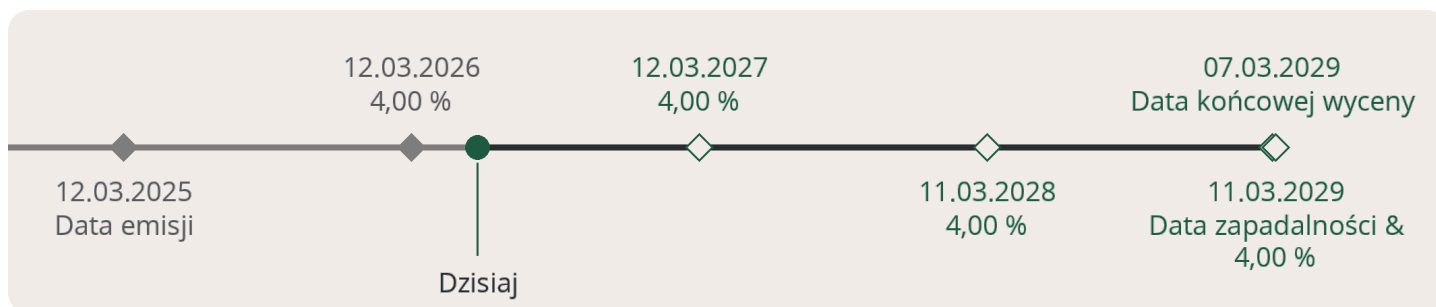 12.03.2026
4,00 %
12.03.2027
4,00 %
07.03.2029
Data końcowej wyceny
12.03.2025
Data emisji
11.03.2028
4,00 %
11.03.2029
Data zapadalności &
4,00 %
Dzisiaj